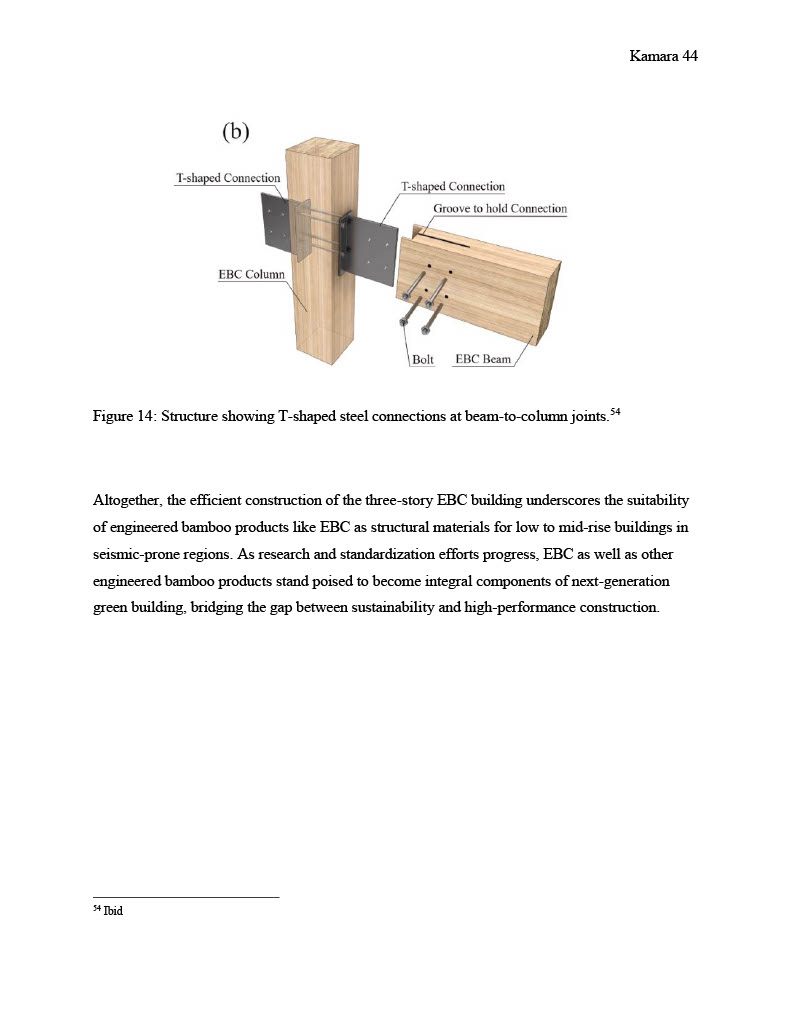 Kamara 44
(b)
T-shaped Connection
T-shaped Connection
Groove to hold Connection
EBC Column
Bolt
EBC Beam
Figure 14: Structure showing T-shaped steel connections at beam-to-column joints.54
Altogether, the efficient construction of the three-story EBC building underscores the suitability
of engineered bamboo products like EBC as structural materials for low to mid-rise buildings in
seismic-prone regions. As research and standardization efforts progress, EBC as well as other
engineered bamboo products stand poised to become integral components of next-generation
green building, bridging the gap between sustainability and high-performance construction.
54 Ibid